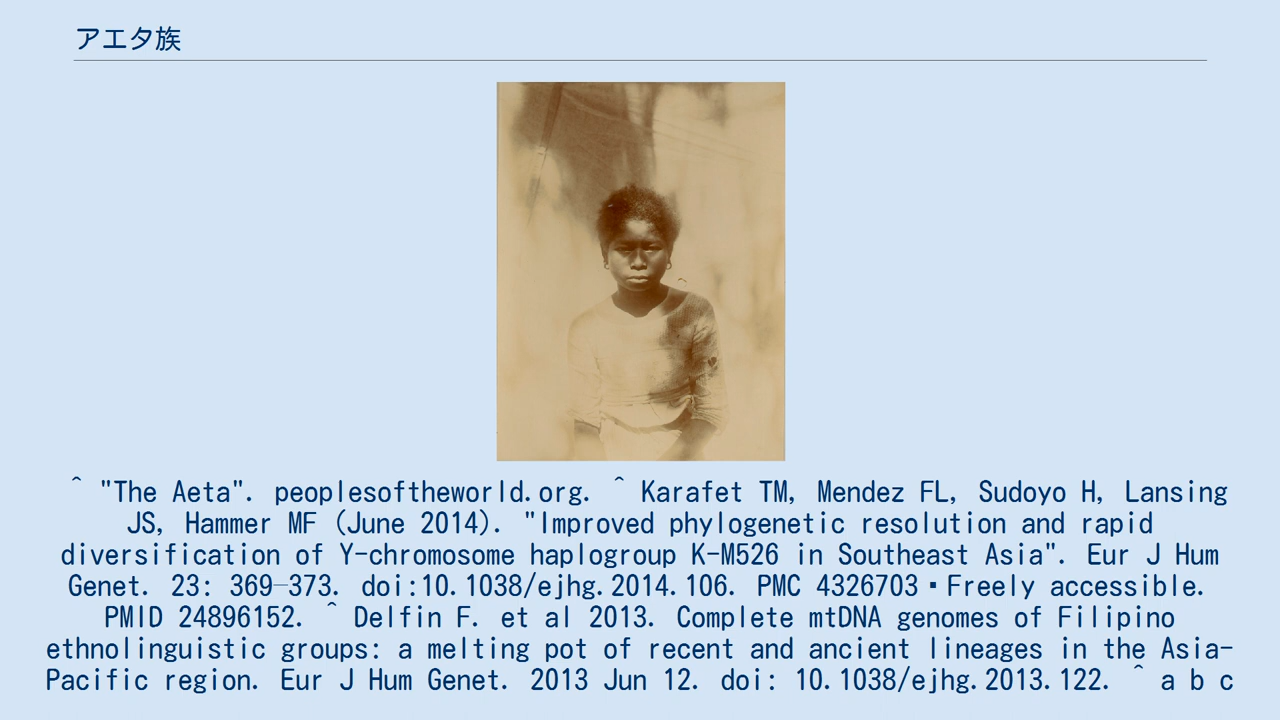 アエタ族
^ "The Aeta". peoplesoftheworld.org. ^ Karafet TM, Mendez FL, Sudoyo H, Lansing
JS, Hammer MF (June 2014). "Improved phylogenetic resolution and rapid
diversification of Y-chromosome haplogroup K-M526 in Southeast Asia". Eur J Hum
Genet. 23: 369–373. doi:10.1038/ejhg.2014.106. PMC 4326703▪Freely accessible.
PMID 24896152. ^ Delfin F. et al 2013. Complete mtDNA genomes of Filipino
ethnolinguistic groups: a melting pot of recent and ancient lineages in the Asia-
Pacific region. Eur J Hum Genet. 2013 Jun 12. doi: 10.1038/ejhg.2013.122. ^ a b c